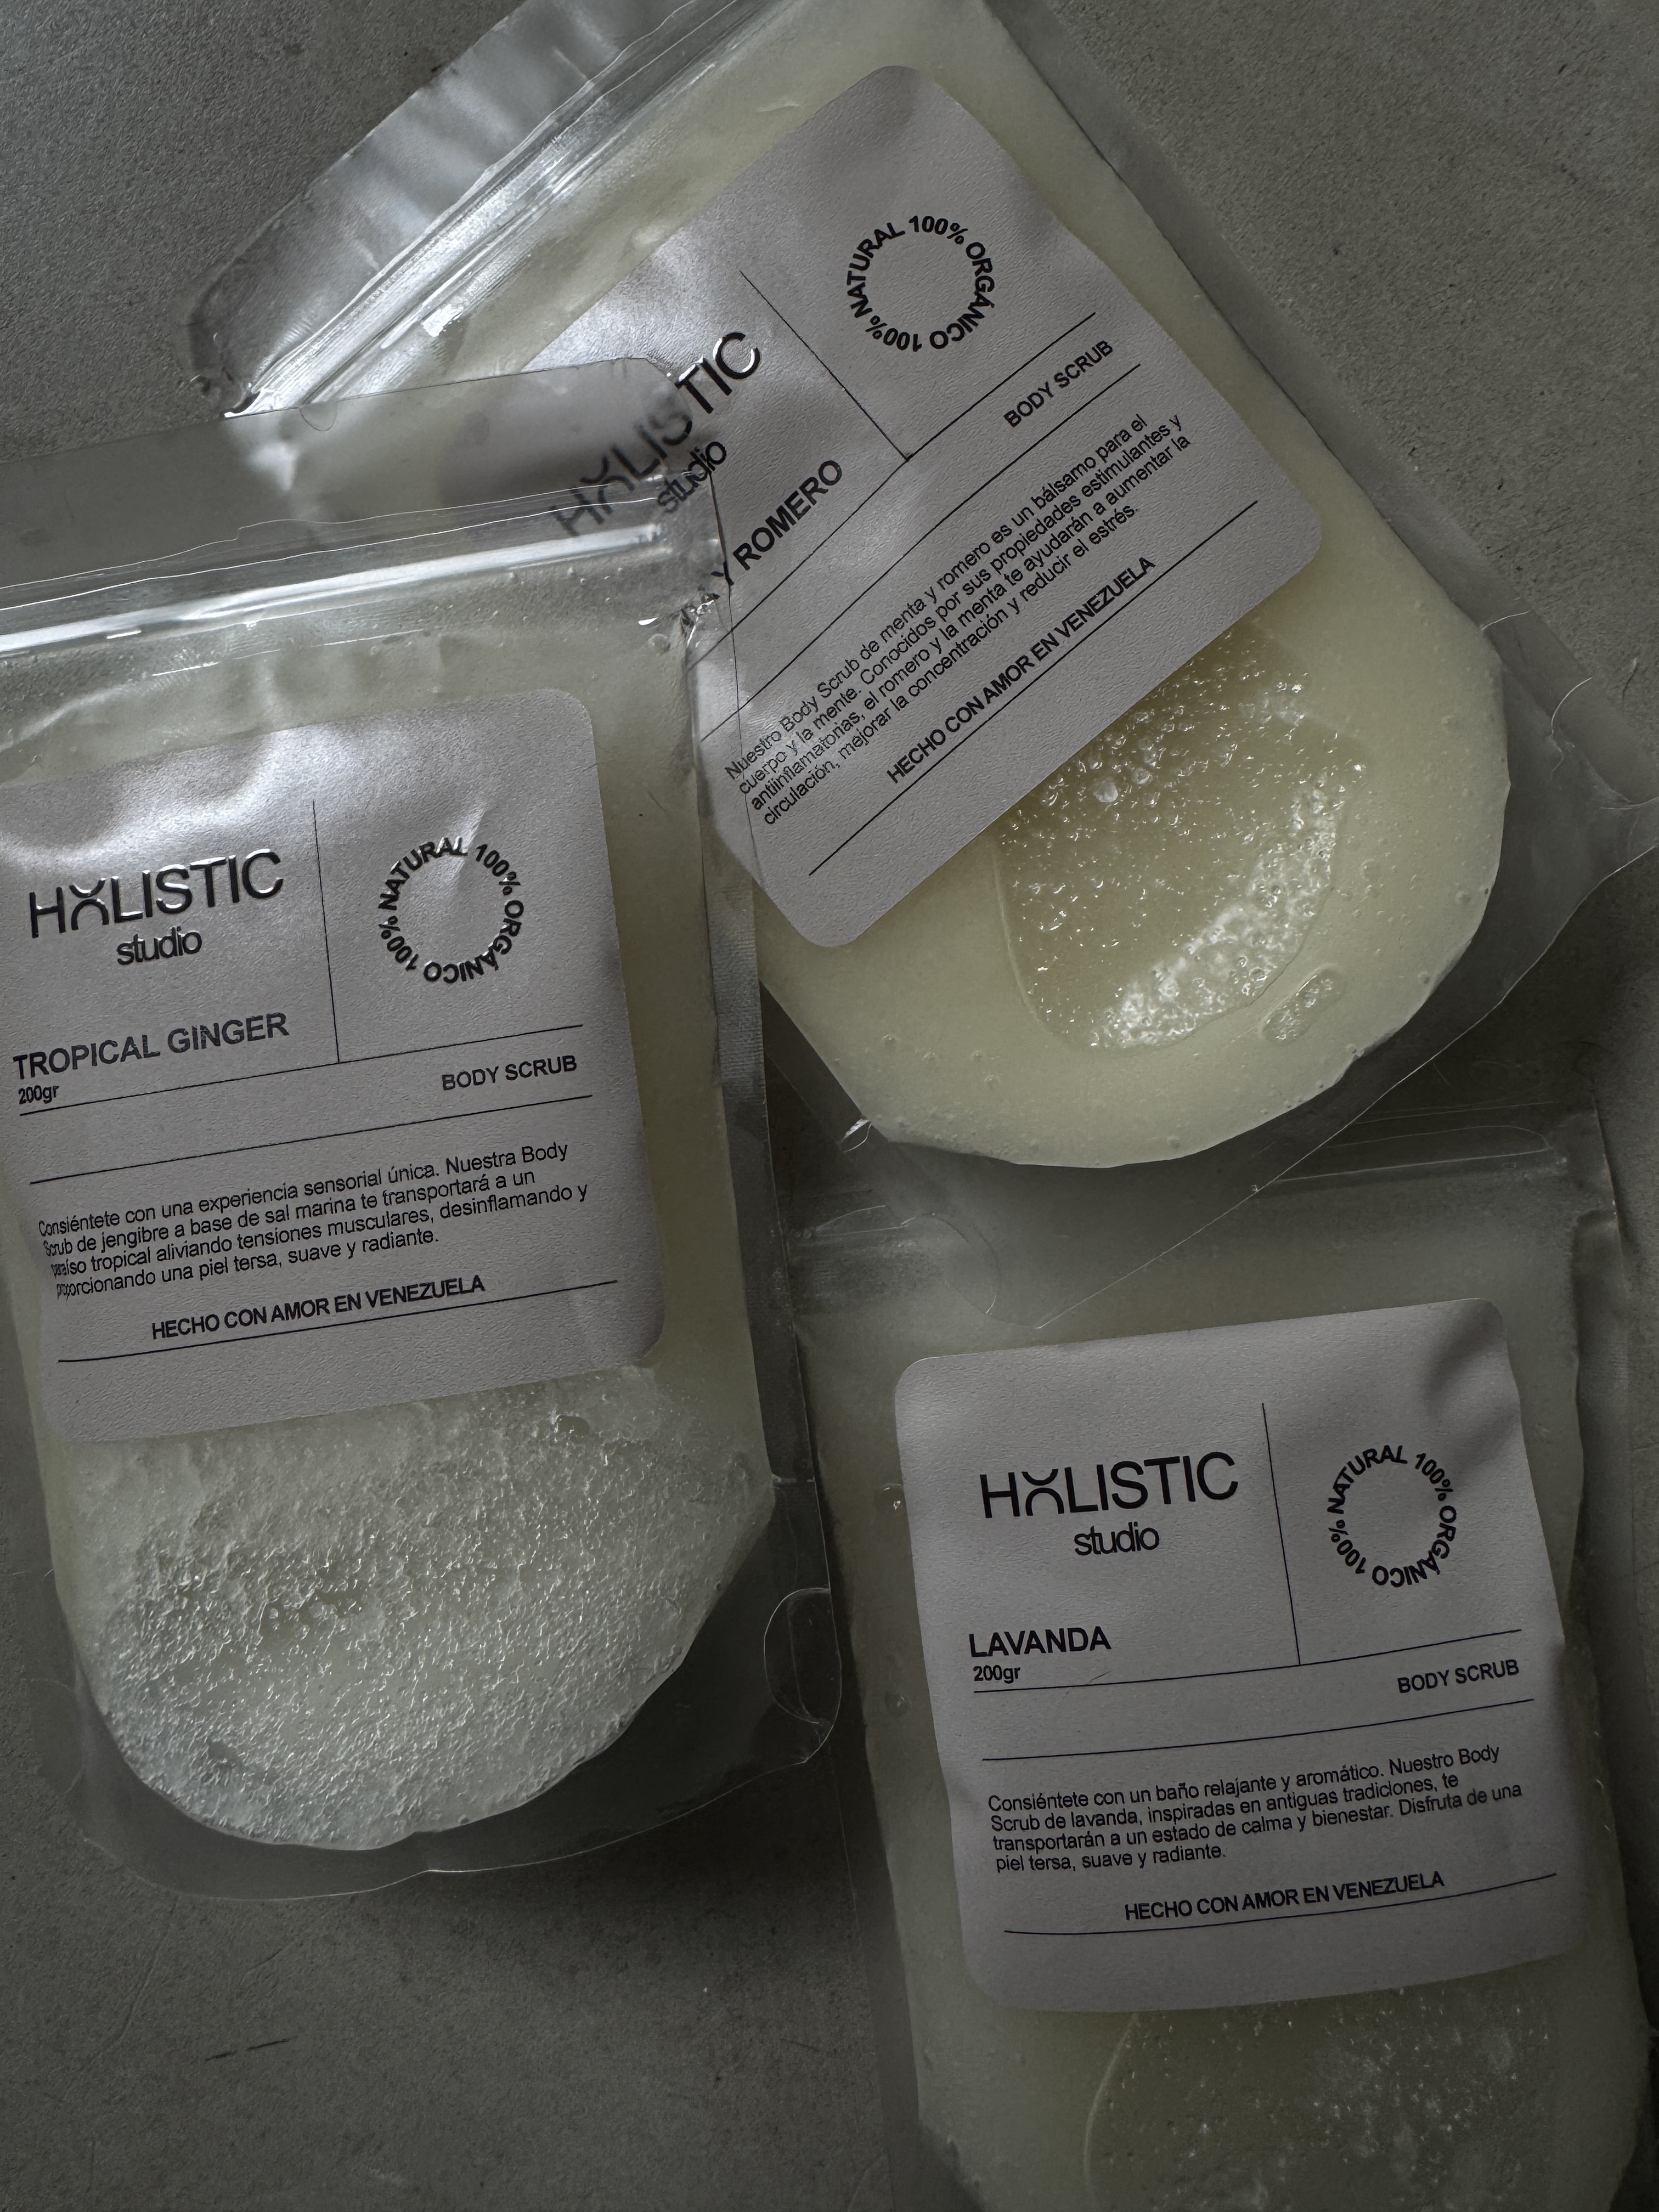 HOLISTIC
studio
Y ROMERO
100% NATURAL 100% ORGÁNICO
BODY SCRUB
Nuestro Body Scrub de menta y romero es un bálsamo para el
cuerpo y la mente. Conocidos por sus propiedades estimulantes y
antiinflamatorias, el romero y la menta te ayudarán a aumentar la
circulación, mejorar la concentración y reducir el estrés.
HECHO CON AMOR EN VENEZUELA
HOLISTIC
studio
100% NATURAL 100% ORGÁNICO
TROPICAL GINGER
200gr
BODY SCRUB
Consiéntete con una experiencia sensorial única. Nuestra Body
Scrub de jengibre a base de sal marina te transportará a un
paraíso tropical aliviando tensiones musculares, desinflamando y
proporcionando una piel tersa, suave y radiante.
HECHO CON AMOR EN VENEZUELA
HOLISTIC
studio
100% NATURAL 100% ORGÁNICO
LAVANDA
200gr
BODY SCRUB
Consiéntete con un baño relajante y aromático. Nuestro Body
Scrub de lavanda, inspiradas en antiguas tradiciones, te
transportarán a un estado de calma y bienestar. Disfruta de una
piel tersa, suave y radiante.
HECHO CON AMOR EN VENEZUELA